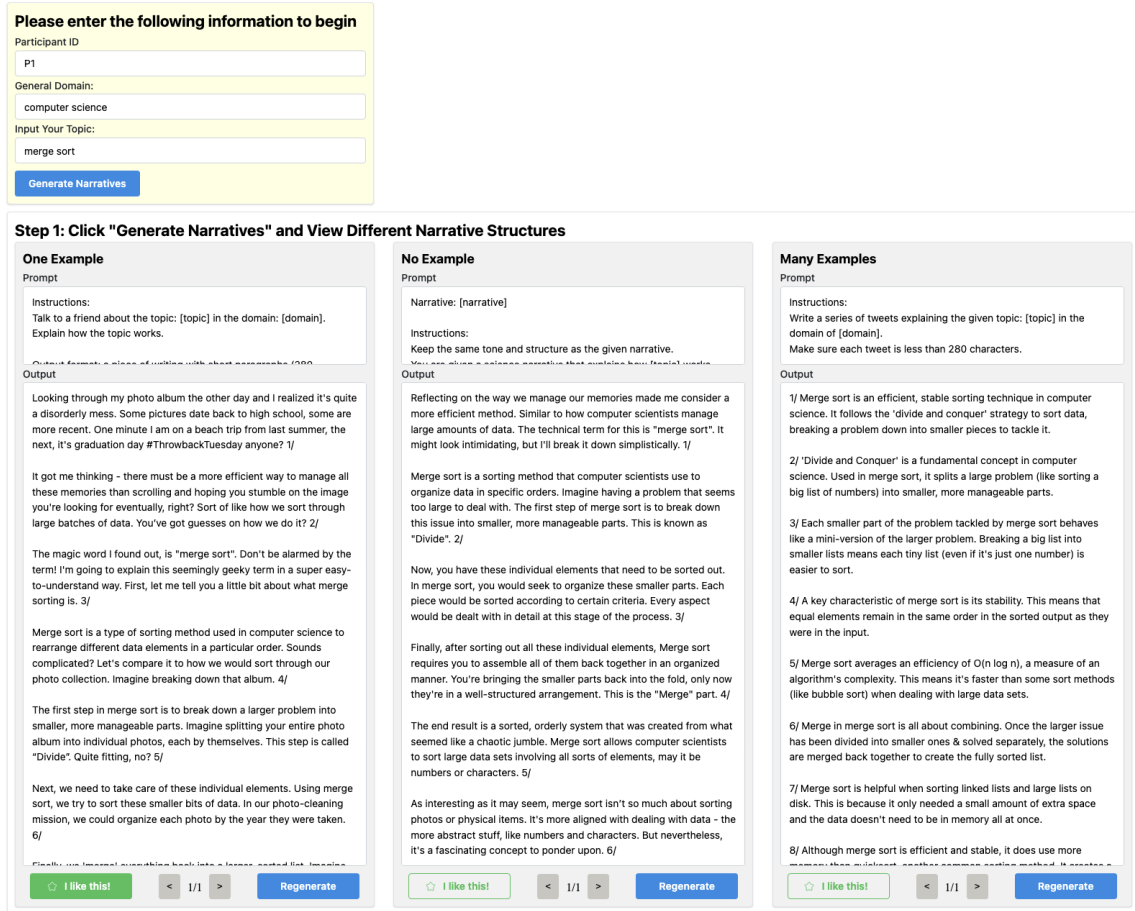 Please enter the following information to begin
Participant ID
P1
General Domain:
computer science
Input Your Topic:
merge sort
Generate Narratives
Step 1: Click "Generate Narratives" and View Different Narrative Structures
One Example
Prompt
Instructions:
Talk to a friend about the topic: [topic] in the domain: [domain].
Explain how the topic works.
Output
Looking through my photo album the other day and I realized it's quite
a disorderly mess. Some pictures date back to high school, some are
more recent. One minute I am on a beach trip from last summer, the
next, it's graduation day #ThrowbackTuesday anyone? 1/
It got me thinking - there must be a more efficient way to manage all
these memories than scrolling and hoping you stumble on the image
you're looking for eventually, right? Sort of like how we sort through
large batches of data. You've got guesses on how we do it? 2/
The magic word I found out, is "merge sort". Don't be alarmed by the
term! I'm going to explain this seemingly geeky term in a super easy-
to-understand way. First, let me tell you a little bit about what merge
sorting is. 3/
Merge sort is a type of sorting method used in computer science to
rearrange different data elements in a particular order. Sounds
complicated? Let's compare it to how we would sort through our
photo collection. Imagine breaking down that album. 4/
The first step in merge sort is to break down a larger problem into
smaller, more manageable parts. Imagine splitting your entire photo
album into individual photos, each by themselves. This step is called
“Divide”. Quite fitting, no? 5/
Next, we need to take care of these individual elements. Using merge
sort, we try to sort these smaller bits of data. In our photo-cleaning
mission, we could organize each photo by the year they were taken.
6/
I like this!
< 1/1 >
Regenerate
No Example
Prompt
Narrative: [narrative]
Instructions:
Keep the same tone and structure as the given narrative.
Output
Reflecting on the way we manage our memories made me consider a
more efficient method. Similar to how computer scientists manage
large amounts of data. The technical term for this is "merge sort". It
might look intimidating, but I'll break it down simplistically. 1/
Merge sort is a sorting method that computer scientists use to
organize data in specific orders. Imagine having a problem that seems
too large to deal with. The first step of merge sort is to break down
this issue into smaller, more manageable parts. This is known as
"Divide". 2/
Now, you have these individual elements that need to be sorted out.
In merge sort, you would seek to organize these smaller parts. Each
piece would be sorted according to certain criteria. Every aspect
would be dealt with in detail at this stage of the process. 3/
Finally, after sorting out all these individual elements, Merge sort
requires you to assemble all of them back together in an organized
manner. You're bringing the smaller parts back into the fold, only now
they're in a well-structured arrangement. This is the "Merge" part. 4/
The end result is a sorted, orderly system that was created from what
seemed like a chaotic jumble. Merge sort allows computer scientists
to sort large data sets involving all sorts of elements, may it be
numbers or characters. 5/
As interesting as it may seem, merge sort isn't so much about sorting
photos or physical items. It's more aligned with dealing with data - the
more abstract stuff, like numbers and characters. But nevertheless,
it's a fascinating concept to ponder upon. 6/
I like this!
< 1/1 >
Regenerate
Many Examples
Prompt
Instructions:
Write a series of tweets explaining the given topic: [topic] in the
domain of [domain].
Make sure each tweet is less than 280 characters.
Output
1/ Merge sort is an efficient, stable sorting technique in computer
science. It follows the 'divide and conquer' strategy to sort data,
breaking a problem down into smaller pieces to tackle it.
2/ 'Divide and Conquer' is a fundamental concept in computer
science. Used in merge sort, it splits a large problem (like sorting a
big list of numbers) into smaller, more manageable parts.
3/ Each smaller part of the problem tackled by merge sort behaves
like a mini-version of the larger problem. Breaking a big list into
smaller lists means each tiny list (even if it's just one number) is
easier to sort.
4/ A key characteristic of merge sort is its stability. This means that
equal elements remain in the same order in the sorted output as they
were in the input.
5/ Merge sort averages an efficiency of O(n log n), a measure of an
algorithm's complexity. This means it's faster than some sort methods
(like bubble sort) when dealing with large data sets.
6/ Merge in merge sort is all about combining. Once the larger issue
has been divided into smaller ones & solved separately, the solutions
are merged back together to create the fully sorted list.
7/ Merge sort is helpful when sorting linked lists and large lists on
disk. This is because it only needed a small amount of extra space
and the data doesn't need to be in memory all at once.
8/ Although merge sort is efficient and stable, it does use more
I like this!
< 1/1 >
Regenerate